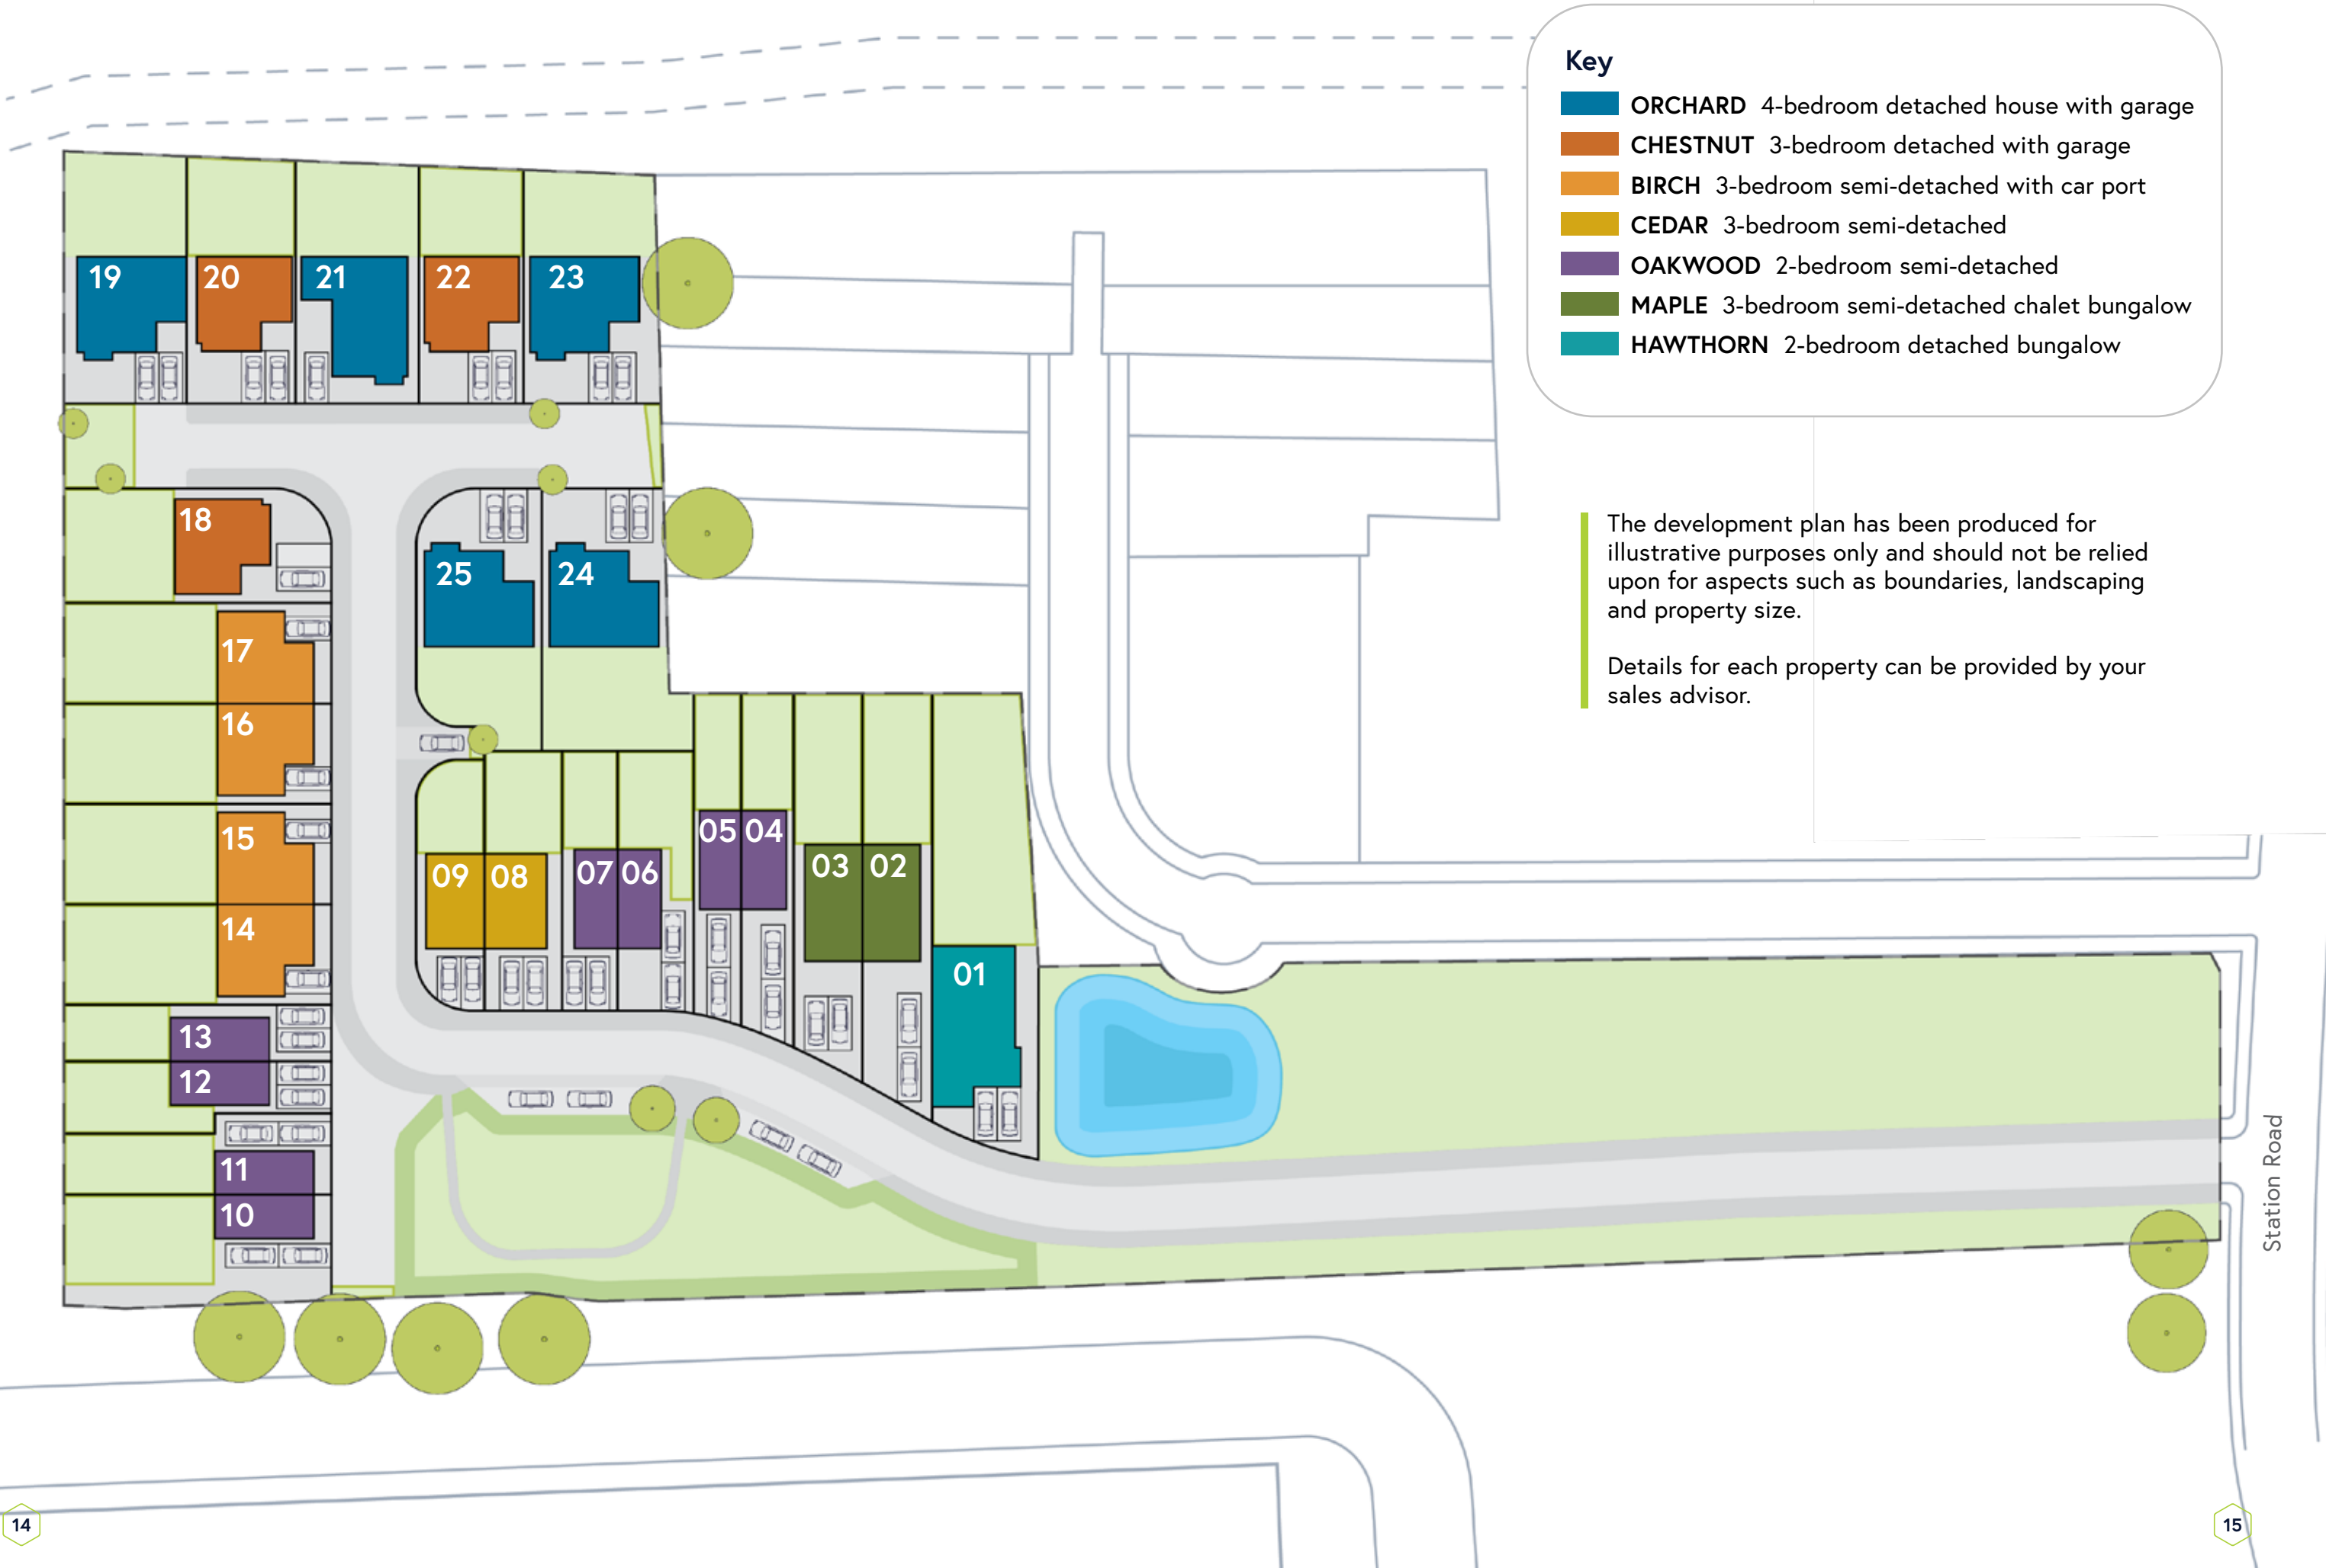 Key
ORCHARD 4-bedroom detached house with garage
CHESTNUT 3-bedroom detached with garage
BIRCH 3-bedroom semi-detached with car port
CEDAR 3-bedroom semi-detached
OAKWOOD 2-bedroom semi-detached
MAPLE 3-bedroom semi-detached chalet bungalow
HAWTHORN 2-bedroom detached bungalow
19 20 21 22 23
18
25 24
The development plan has been produced for
illustrative purposes only and should not be relied
upon for aspects such as boundaries, landscaping
and property size.
Details for each property can be provided by your
sales advisor.
17
16
15
14
05 04
03 02
09 08
07 06
01
13
12
11
10
Station Road
14
15